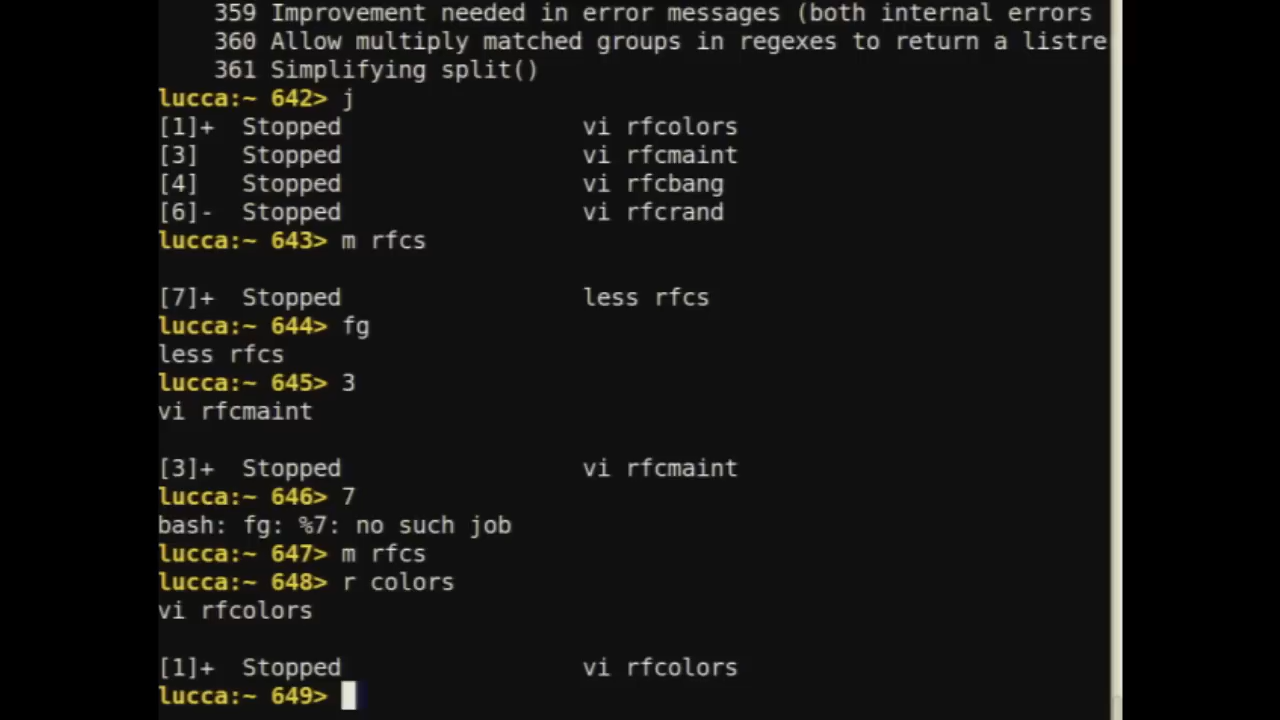 359 Improvement needed in error messages (both internal errors
360 Allow multiply matched groups in regexes to return a listre
361 Simplifying split()
lucca:~ 642> j
[1]+  Stopped                 vi rfcolors
[3]   Stopped                 vi rfcmaint
[4]   Stopped                 vi rfcbang
[6]-  Stopped                 vi rfcrand
lucca:~ 643> m rfcs
[7]+  Stopped                 less rfcs
lucca:~ 644> fg
less rfcs
lucca:~ 645> 3
vi rfcmaint
[3]+  Stopped                 vi rfcmaint
lucca:~ 646> 7
bash: fg: %7: no such job
lucca:~ 647> m rfcs
lucca:~ 648> r colors
vi rfcolors
[1]+  Stopped                 vi rfcolors
lucca:~ 649>